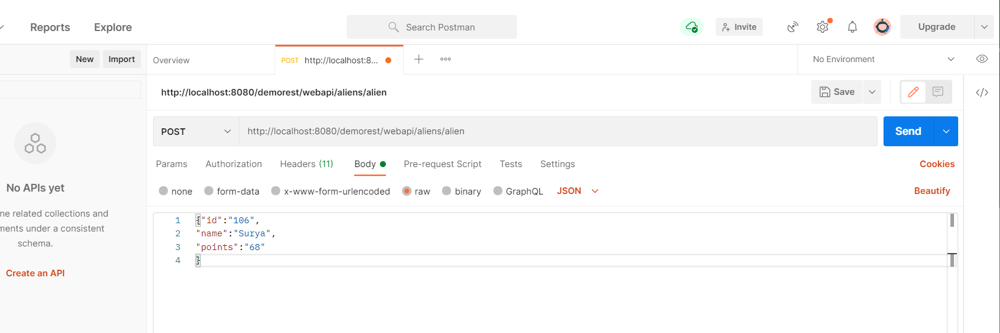 Reports Explore Search Postman Invite Upgrade
New Import Overview POST http://localhost:8... No Environment
http://localhost:8080/demorest/webapi/aliens/alien Save
POST http://localhost:8080/demorest/webapi/aliens/alien Send
Params Authorization Headers (11) Body Pre-request Script Tests Settings Cookies
No APIs yet
none form-data x-www-form-urlencoded raw binary GraphQL JSON Beautify
ne related collections and
ments under a consistent
schema.
Create an API
1 {"id":"106",
2 "name":"Surya",
3 "points":"68"
4 }